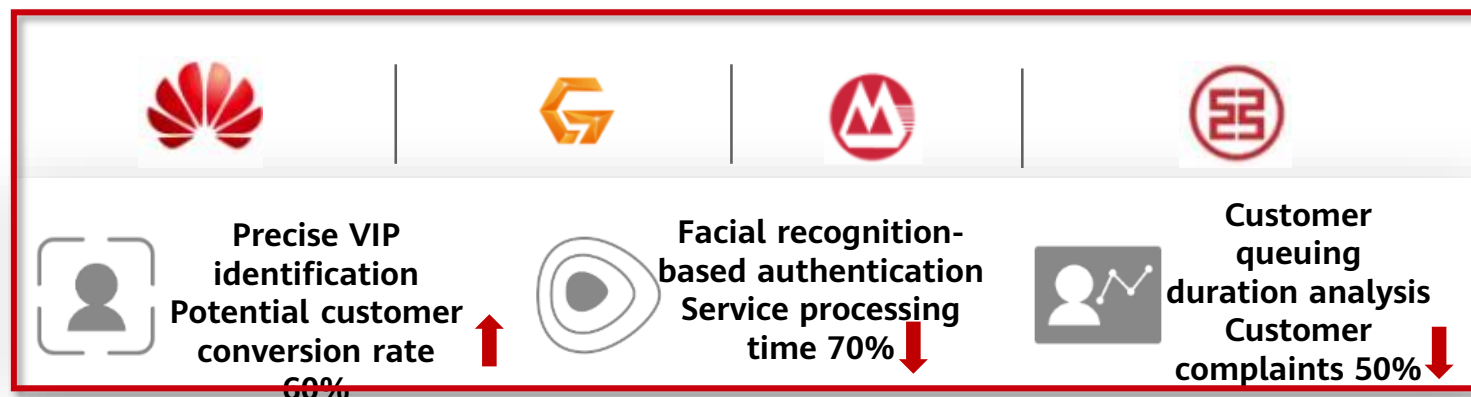 Precise VIP
identification
Potential customer
conversion rate
60%
Facial recognition-
based authentication
Service processing
time 70%
Customer
queuing
duration analysis
Customer
complaints 50%